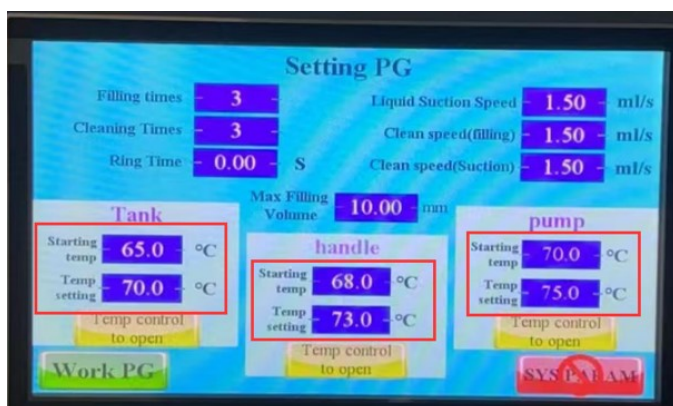 Setting PG
Filling times 3
Liquid Suction Speed 1.50 ml/s
Cleaning Times 3
Clean speed(filling) 1.50 ml/s
Ring Time 0.00 S
Clean speed(Suction) 1.50 ml/s
Max Filling
Volume 10.00 mm
Tank
Starting
temp 65.0 °C
Temp
setting 70.0 °C
Temp control
to open
handle
Starting
temp 68.0 °C
Temp
setting 73.0 °C
Temp control
to open
pump
Starting
temp 70.0 °C
Temp
setting 75.0 °C
Temp control
to open
Work PG
SYS PARAM